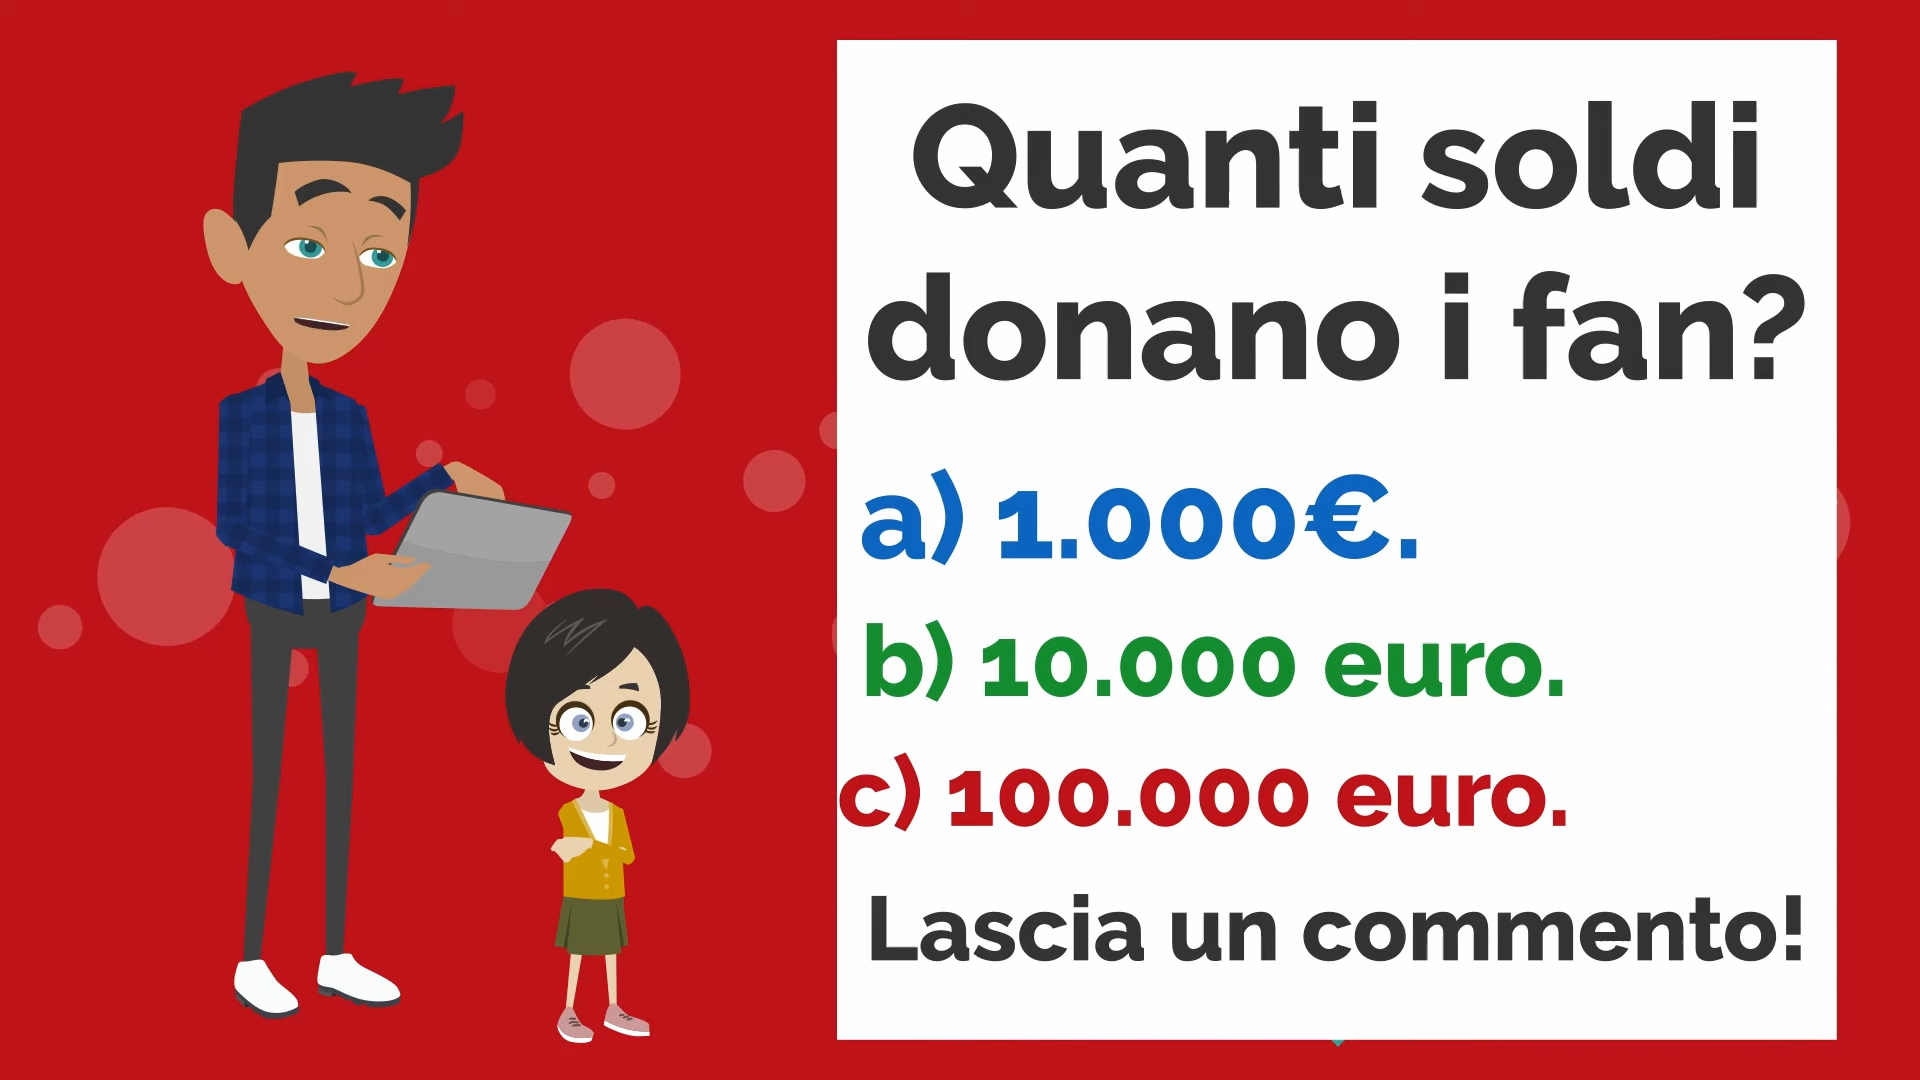 Quanti soldi
donano i fan?
a) 1.000€.
b) 10.000 euro.
c) 100.000 euro.
Lascia un commento!